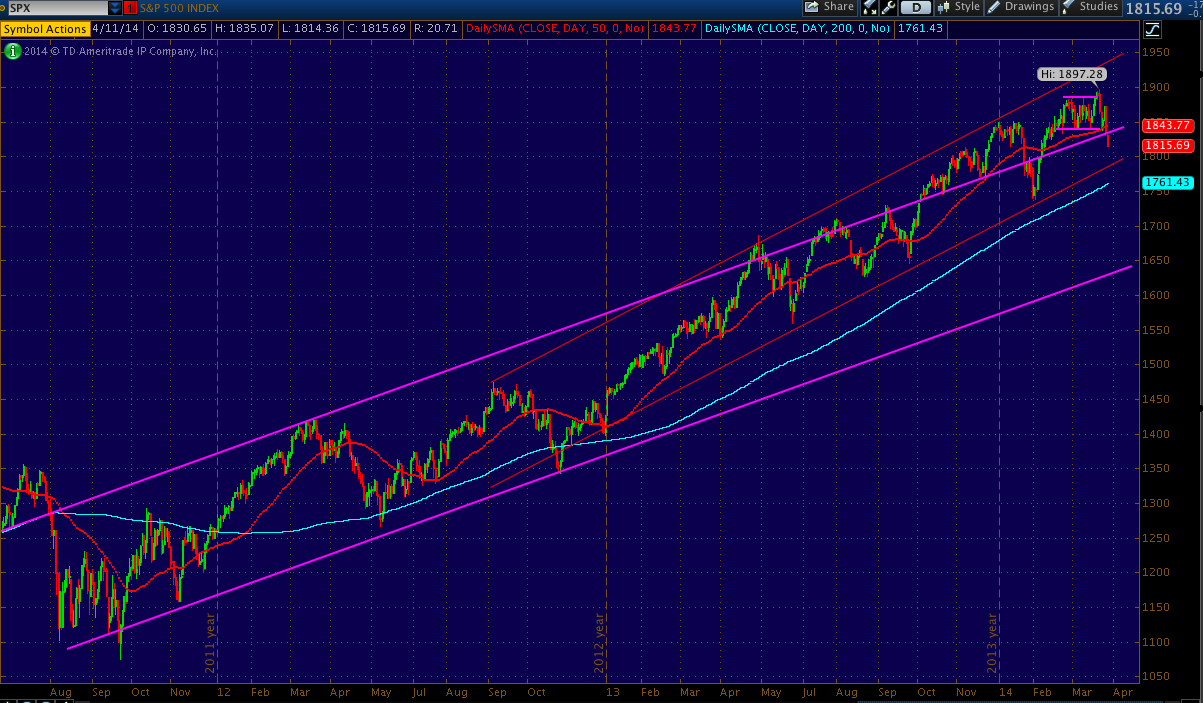 SPX 1 S&P 500 INDEX Share D Style Drawings Studies 1815.69
Symbol Actions 4/11/14 O: 1830.65 H: 1835.07 L: 1814.36 C: 1815.69 R: 20.71 DailySMA (CLOSE, DAY, 50, 0, No) 1843.77 DailySMA (CLOSE, DAY, 200, 0, No) 1761.43
i 2014 © TD Ameritrade IP Company, Inc.
1950
Hi: 1897.28
1900
1843.77
1815.69
1800
1761.43
1750
1700
1650
1600
1550
1500
1450
1400
1350
1300
1250
1200
1150
1100
1050
2011 year
2012 year
2013 year
Aug Sep Oct Nov 12 Feb Mar Apr May Jul Aug Sep Oct 13 Feb Mar Apr May Jul Aug Sep Oct Nov 14 Feb Mar Apr